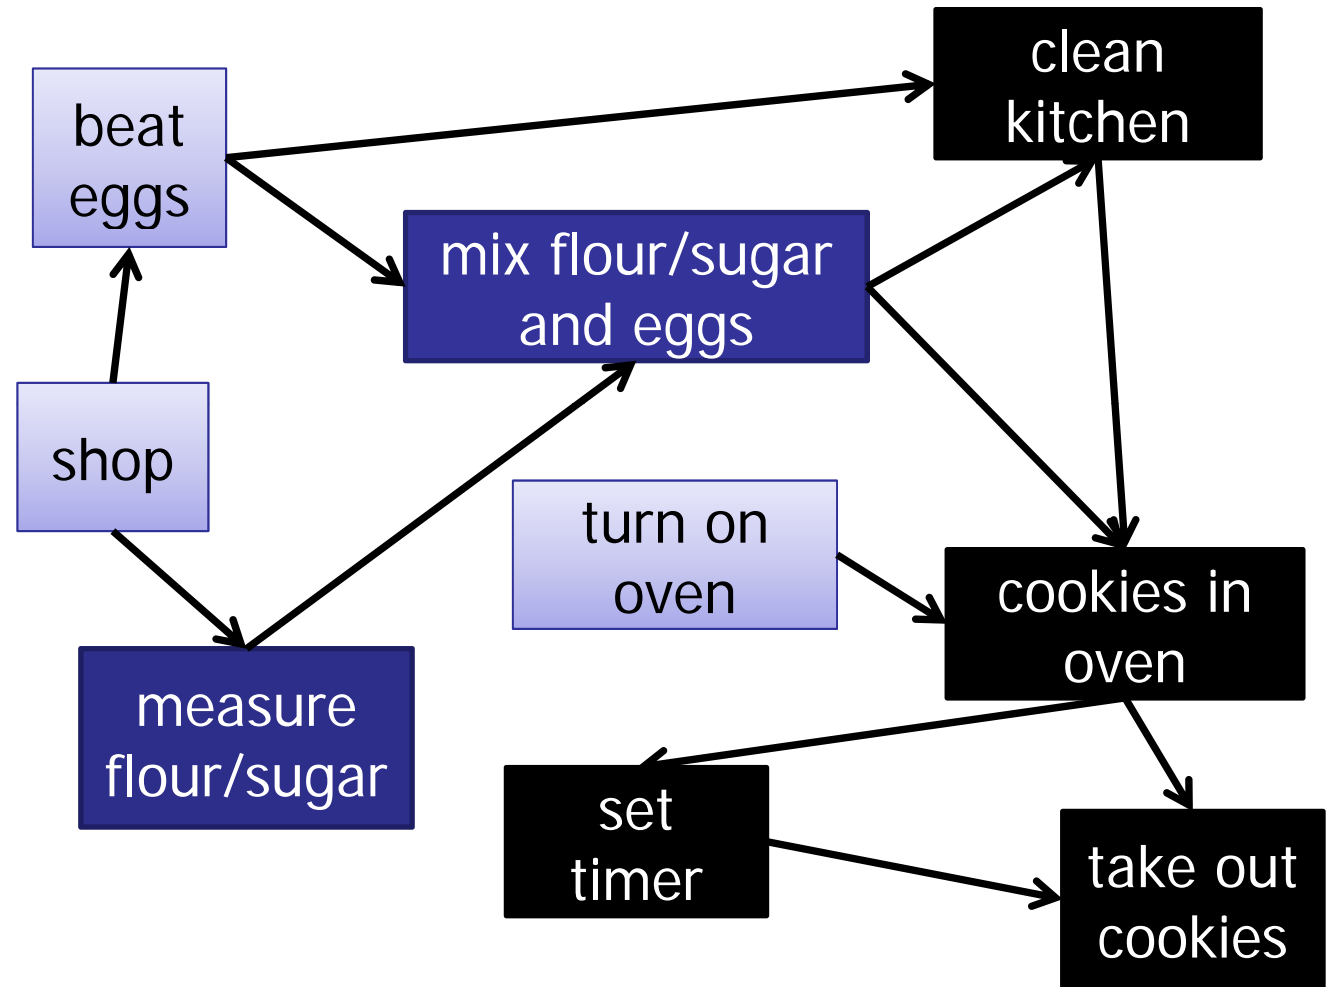 clean
kitchen
beat
eggs
mix flour/sugar
and eggs
shop
turn on
oven
cookies in
oven
measure
flour/sugar
set
timer
take out
cookies